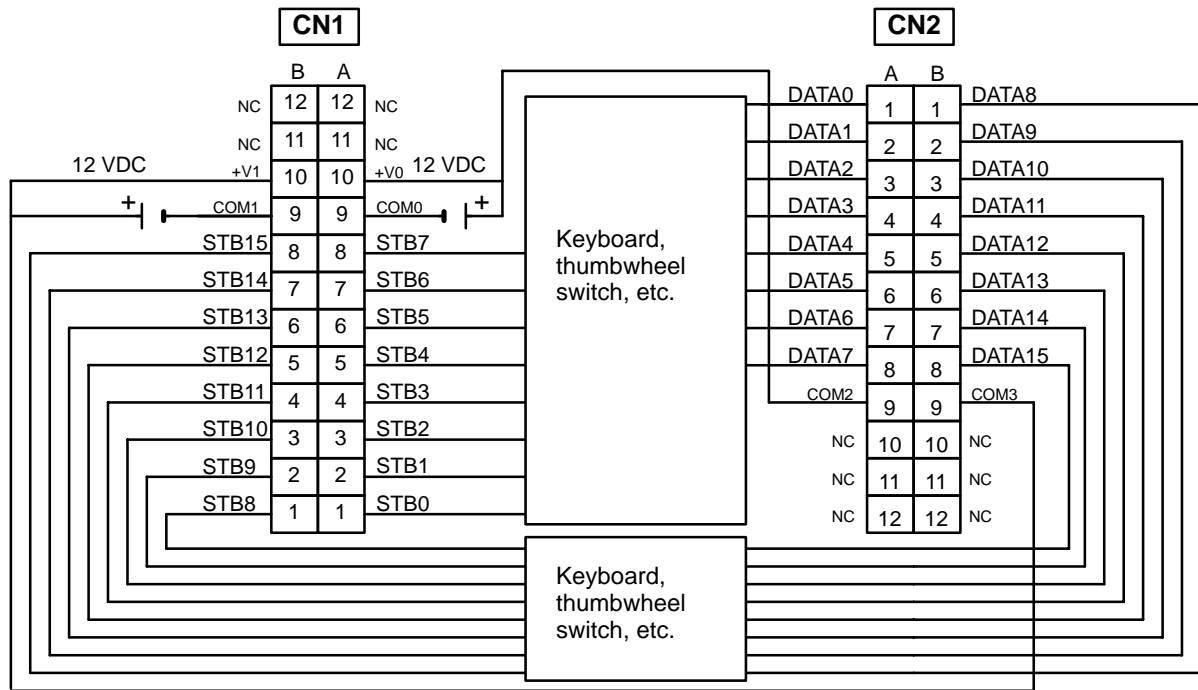 CN1
CN2
B A
A B
NC 12 12 NC
NC 11 11 NC
12 VDC +V1 10 10 +V0 12 VDC
+ COM1 9 9 COM0 +
STB15 8 8 STB7
STB14 7 7 STB6
STB13 6 6 STB5
STB12 5 5 STB4
STB11 4 4 STB3
STB10 3 3 STB2
STB9 2 2 STB1
STB8 1 1 STB0
Keyboard,
thumbwheel
switch, etc.
DATA0 1 1 DATA8
DATA1 2 2 DATA9
DATA2 3 3 DATA10
DATA3 4 4 DATA11
DATA4 5 5 DATA12
DATA5 6 6 DATA13
DATA6 7 7 DATA14
DATA7 8 8 DATA15
COM2 9 9 COM3
NC 10 10 NC
NC 11 11 NC
NC 12 12 NC
Keyboard,
thumbwheel
switch, etc.